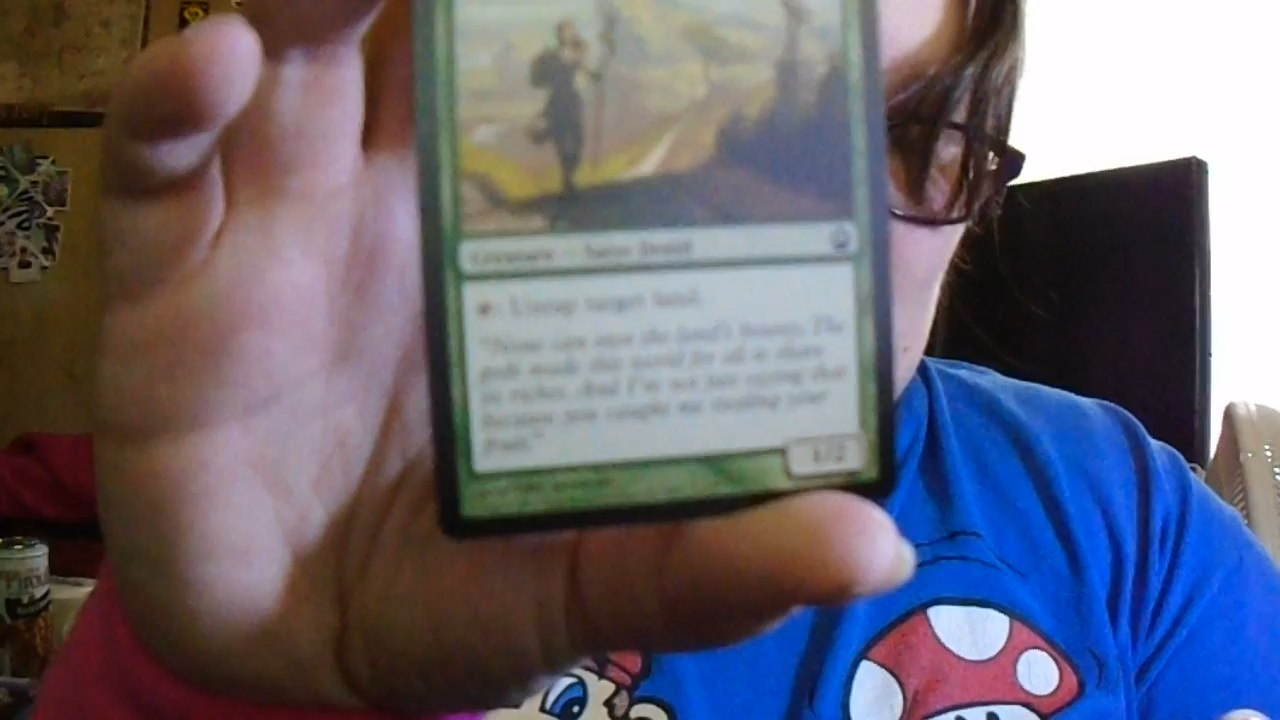 Creature — Satyr Druid
: Untap target land.
"None can own the land's bounty. The
gods made this world for all to share
its riches. And I'm not just saying that
because you caught me stealing your
fruit."
1/2